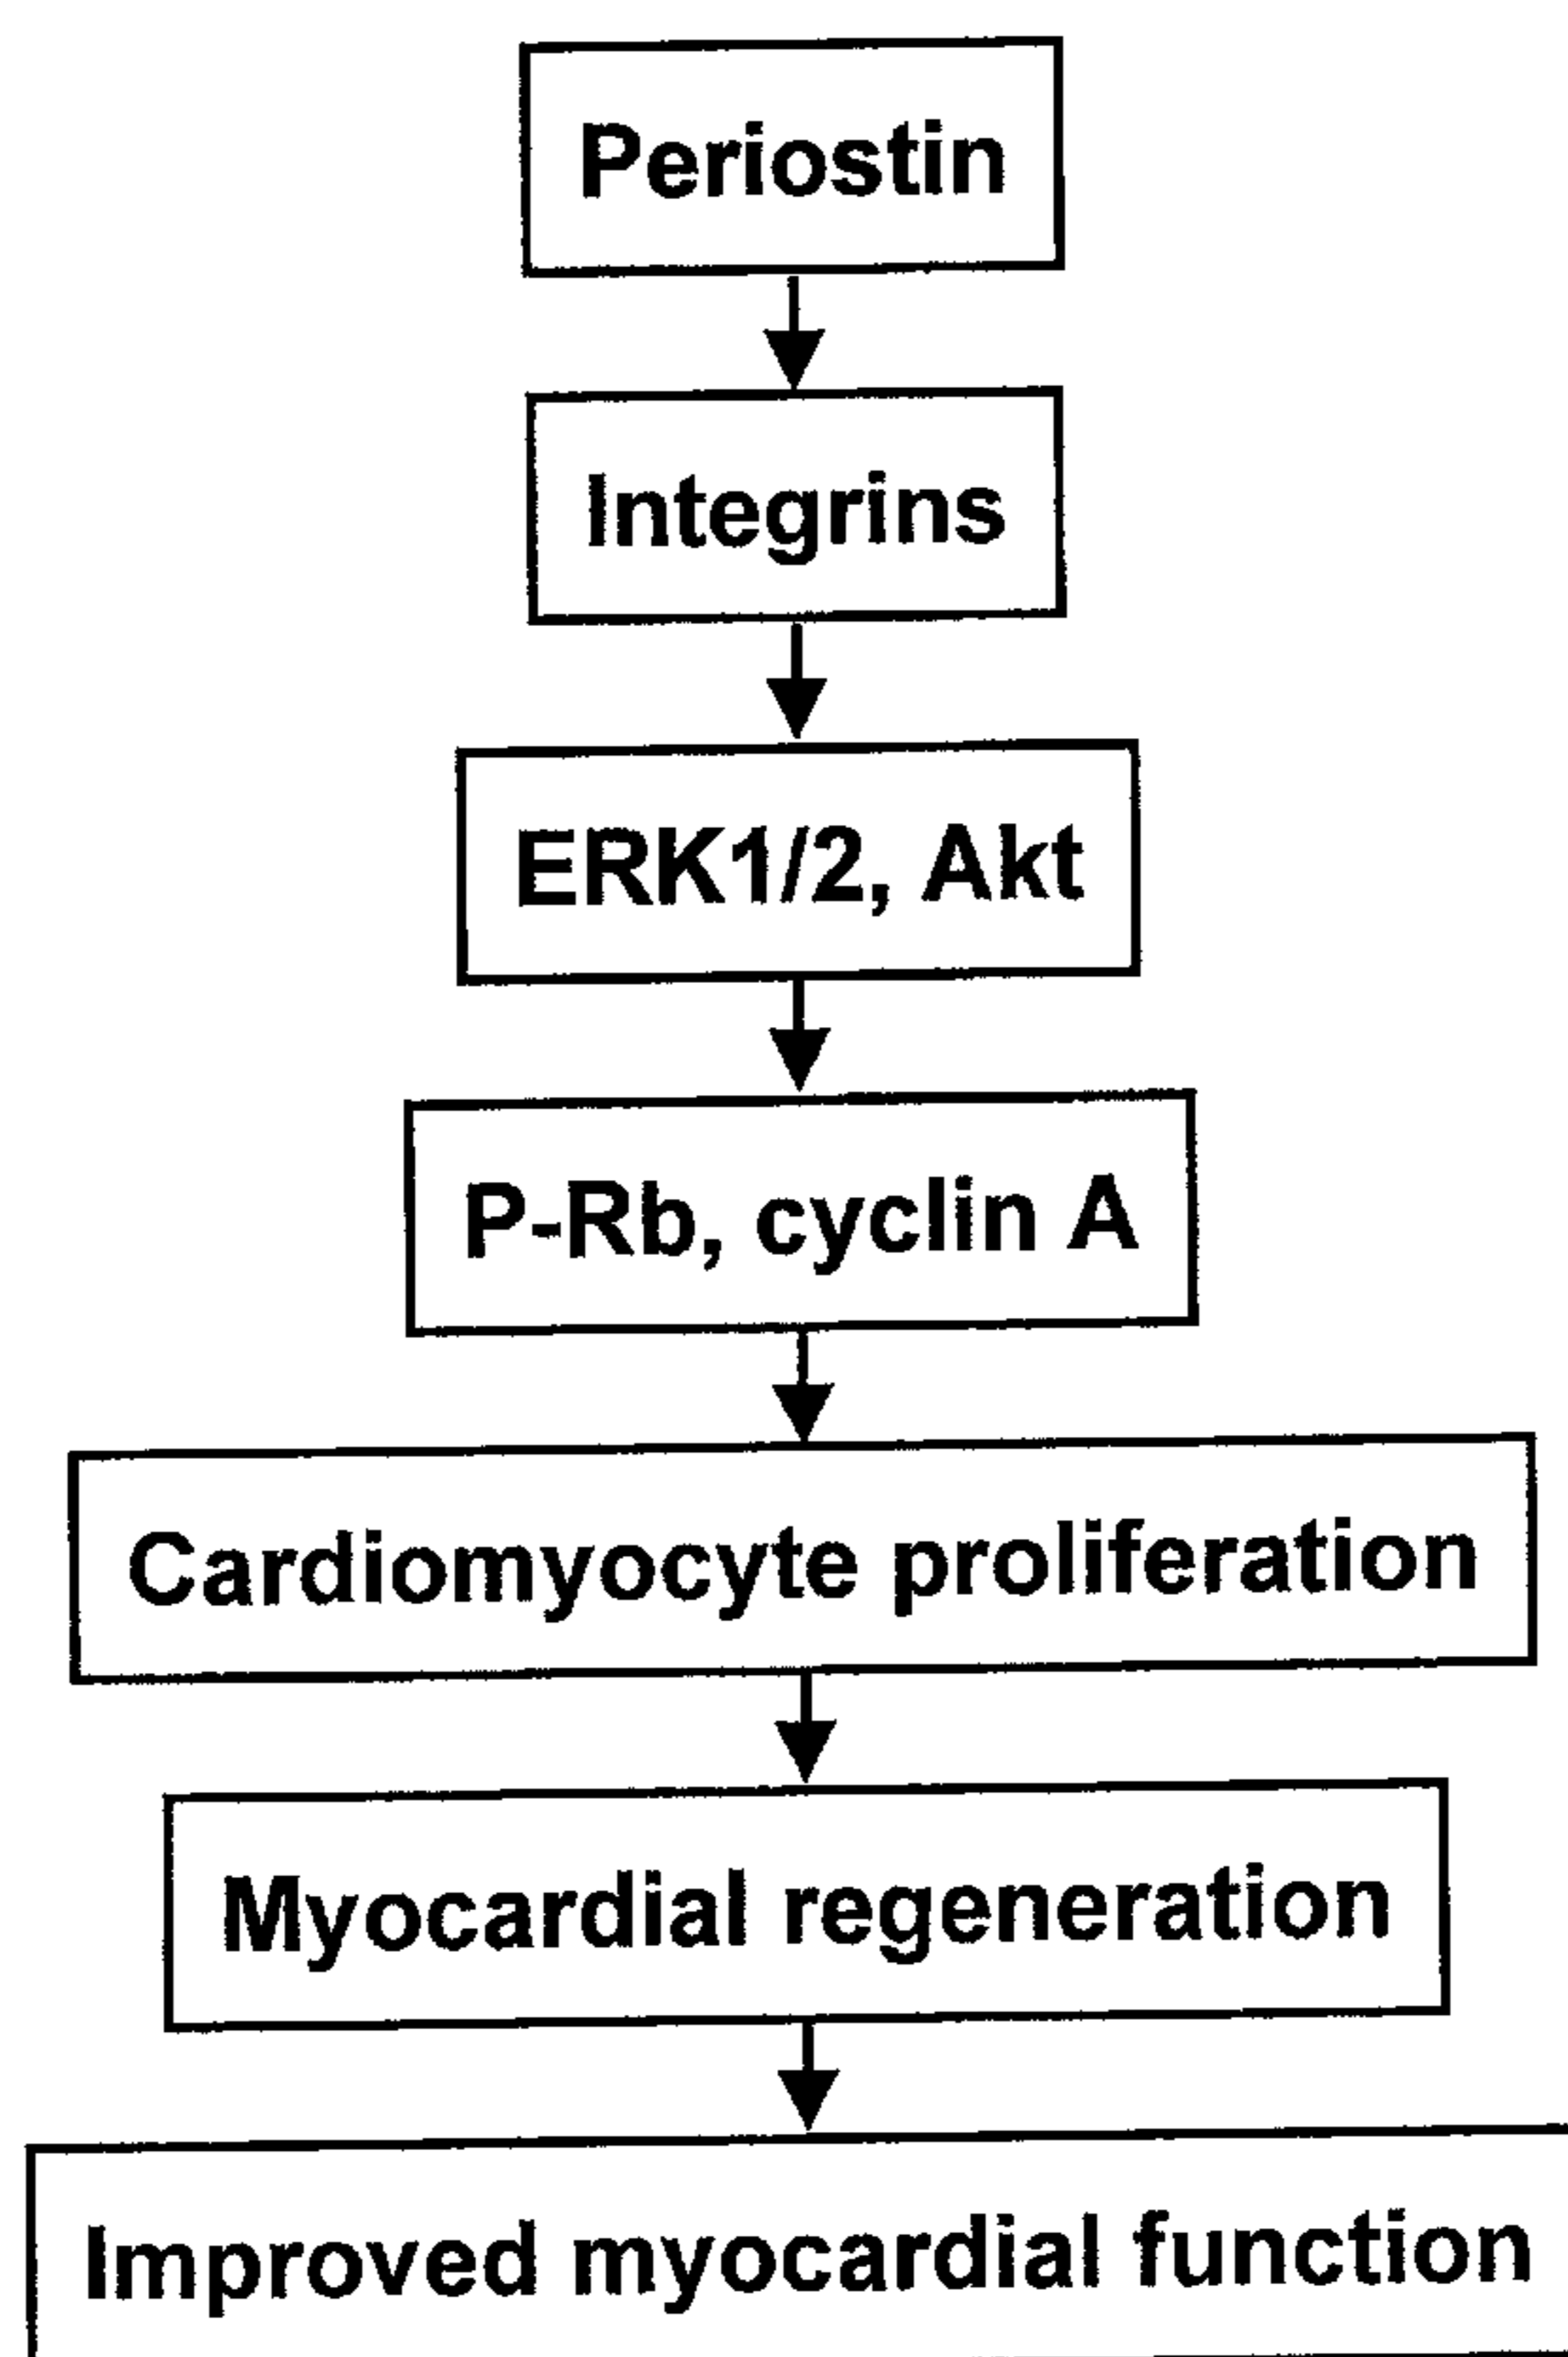 Periostin
Integrins
ERK1/2, Akt
P-Rb, cyclin A
Cardiomyocyte proliferation
Myocardial regeneration
Improved myocardial function